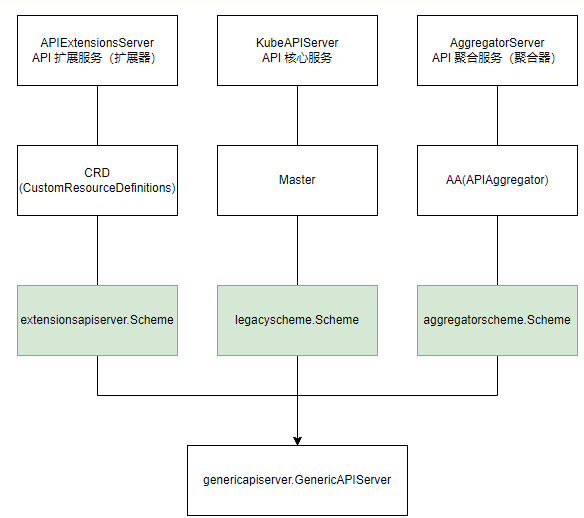 APIExtensionsServer
API 扩展服务（扩展器）
KubeAPIServer
API 核心服务
AggregatorServer
API 聚合服务（聚合器）
CRD
(CustomResourceDefinitions)
Master
AA(APIAggregator)
extensionsapiserver.Scheme
legacyscheme.Scheme
aggregatorscheme.Scheme
genericapiserver.GenericAPIServer